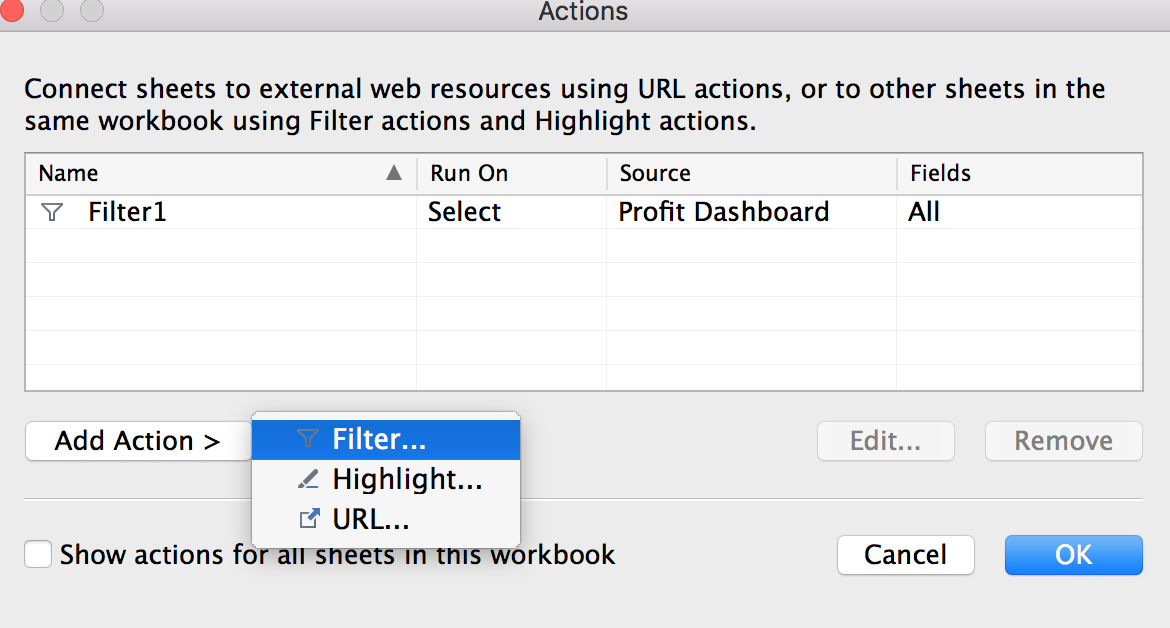 Actions
Connect sheets to external web resources using URL actions, or to other sheets in the
same workbook using Filter actions and Highlight actions.
Name Run On Source Fields
Filter1 Select Profit Dashboard All
Add Action > Filter... Edit... Remove
Highlight...
URL...
Show actions for all sheets in this workbook Cancel OK